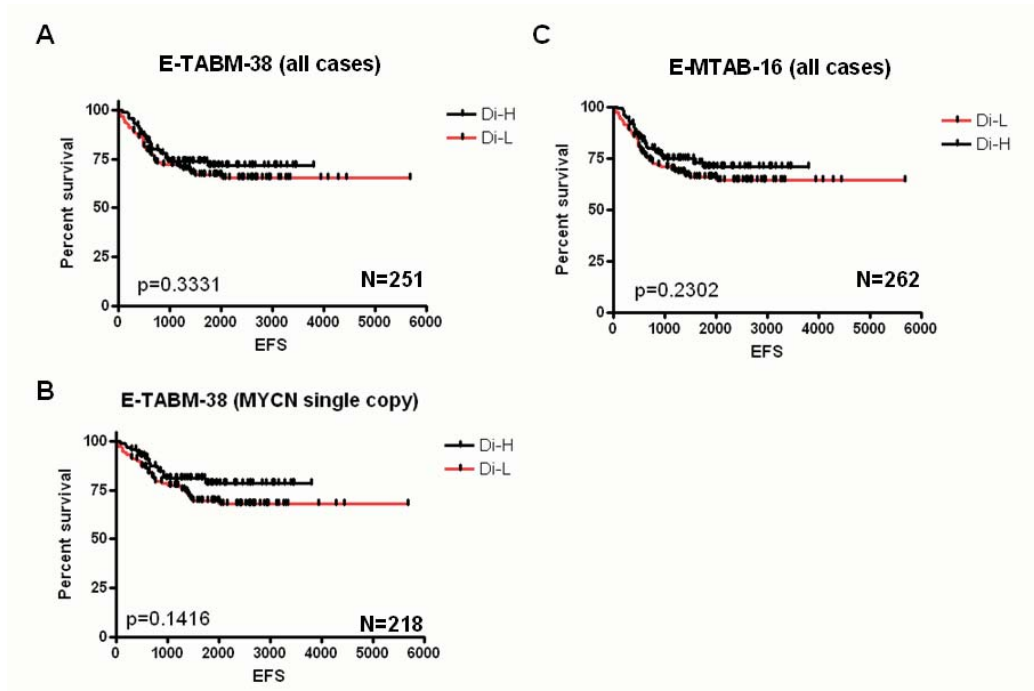 A
E-TABM-38 (all cases)
100
75
50
25
0
Percent survival
Di-H
Di-L
p=0.3331
N=251
0 1000 2000 3000 4000 5000 6000
EFS
C
E-MTAB-16 (all cases)
100
75
50
25
0
Percent survival
Di-L
Di-H
p=0.2302
N=262
0 1000 2000 3000 4000 5000 6000
EFS
B
E-TABM-38 (MYCN single copy)
100
75
50
25
0
Percent survival
Di-H
Di-L
p=0.1416
N=218
0 1000 2000 3000 4000 5000 6000
EFS